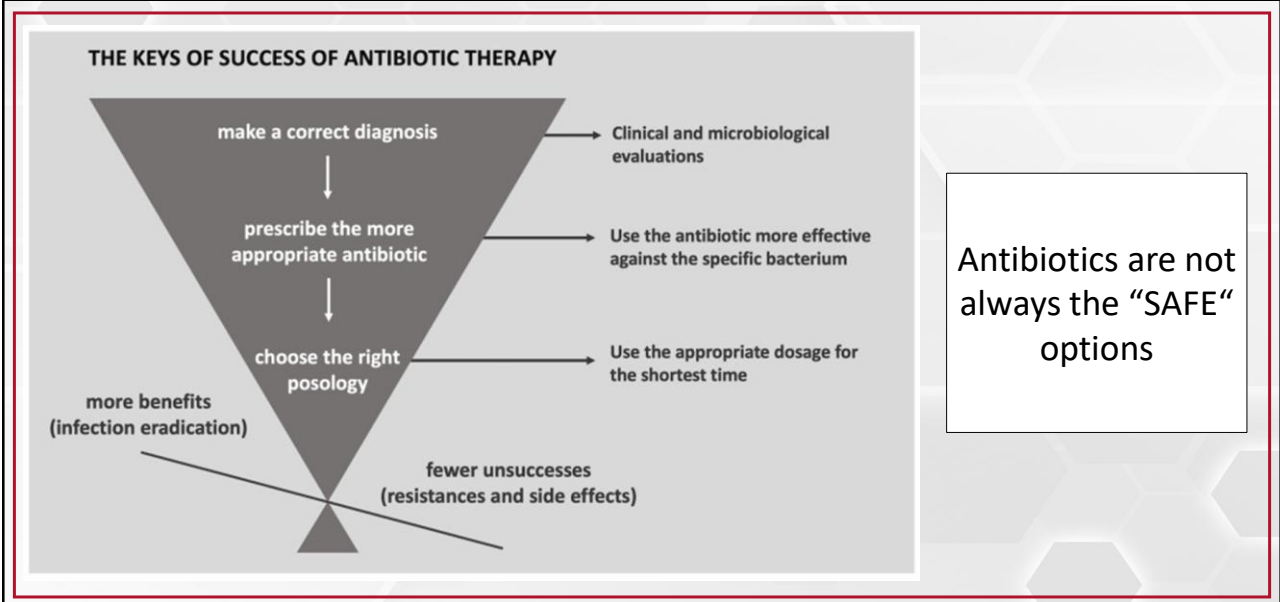 THE KEYS OF SUCCESS OF ANTIBIOTIC THERAPY
make a correct diagnosis
Clinical and microbiological
evaluations
prescribe the more
appropriate antibiotic
Use the antibiotic more effective
against the specific bacterium
choose the right
posology
Use the appropriate dosage for
the shortest time
more benefits
(infection eradication)
fewer unsuccesses
(resistances and side effects)
Antibiotics are not
always the “SAFE“
options